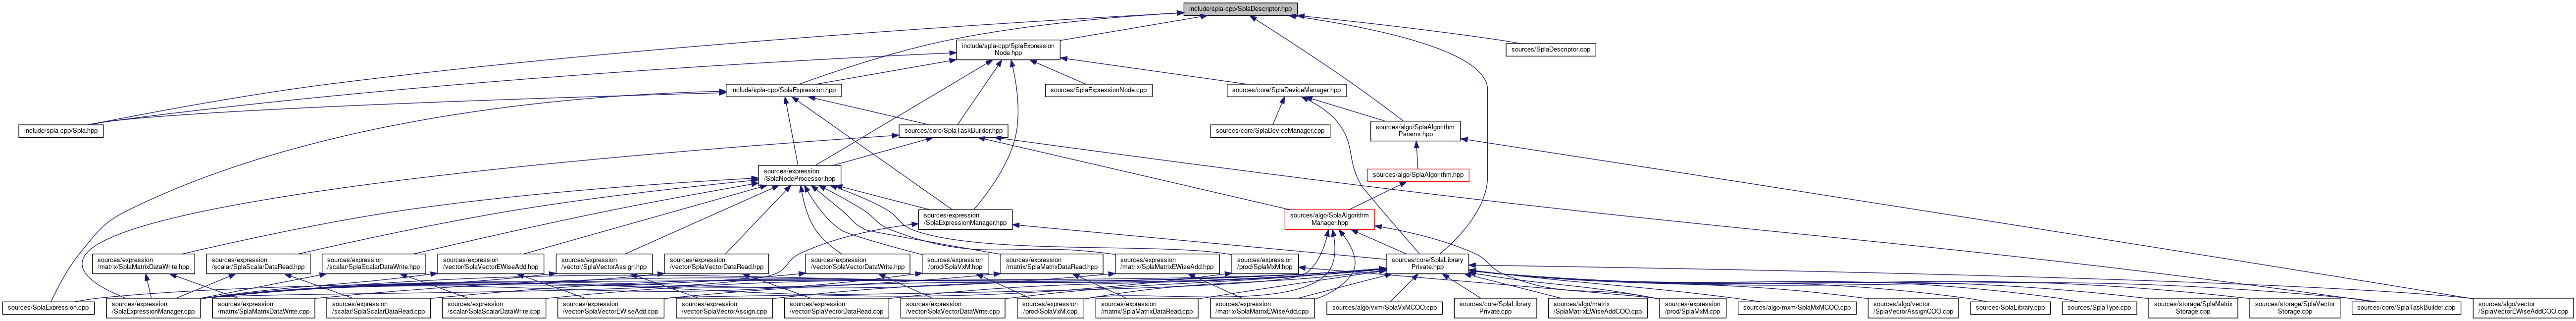 include/spla-cpp/SplaDescriptor.hpp
include/spla-cpp/SplaExpression
Node.hpp
sources/SplaDescriptor.cpp
include/spla-cpp/SplaExpression.hpp
sources/SplaExpressionNode.cpp
sources/core/SplaDeviceManager.hpp
include/spla-cpp/Spla.hpp
sources/core/SplaTaskBuilder.hpp
sources/core/SplaDeviceManager.cpp
sources/algo/SplaAlgorithm
Params.hpp
sources/expression
/SplaNodeProcessor.hpp
sources/algo/SplaAlgorithm.hpp
sources/expression
/SplaExpressionManager.hpp
sources/algo/SplaAlgorithm
Manager.hpp
sources/expression
/matrix/SplaMatrixDataWrite.hpp
sources/expression
/scalar/SplaScalarDataRead.hpp
sources/expression
/scalar/SplaScalarDataWrite.hpp
sources/expression
/vector/SplaVectorEWiseAdd.hpp
sources/expression
/vector/SplaVectorAssign.hpp
sources/expression
/vector/SplaVectorDataRead.hpp
sources/expression
/vector/SplaVectorDataWrite.hpp
sources/expression
/prod/SplaVxM.hpp
sources/expression
/matrix/SplaMatrixDataRead.hpp
sources/expression
/matrix/SplaMatrixEWiseAdd.hpp
sources/expression
/prod/SplaMxM.hpp
sources/core/SplaLibrary
Private.hpp
sources/SplaExpression.cpp
sources/expression
/SplaExpressionManager.cpp
sources/expression
/matrix/SplaMatrixDataWrite.cpp
sources/expression
/scalar/SplaScalarDataRead.cpp
sources/expression
/scalar/SplaScalarDataWrite.cpp
sources/expression
/vector/SplaVectorEWiseAdd.cpp
sources/expression
/vector/SplaVectorAssign.cpp
sources/expression
/vector/SplaVectorDataRead.cpp
sources/expression
/vector/SplaVectorDataWrite.cpp
sources/expression
/prod/SplaVxM.cpp
sources/expression
/matrix/SplaMatrixDataRead.cpp
sources/expression
/matrix/SplaMatrixEWiseAdd.cpp
sources/algo/vxm/SplaVxMCOO.cpp
sources/core/SplaLibrary
Private.cpp
sources/algo/matrix
/SplaMatrixEWiseAddCOO.cpp
sources/expression
/prod/SplaMxM.cpp
sources/algo/mxm/SplaMxMCOO.cpp
sources/algo/vector
/SplaVectorAssignCOO.cpp
sources/SplaLibrary.cpp
sources/SplaType.cpp
sources/storage/SplaMatrix
Storage.cpp
sources/storage/SplaVector
Storage.cpp
sources/core/SplaTaskBuilder.cpp
sources/algo/vector
/SplaVectorEWiseAddCOO.cpp